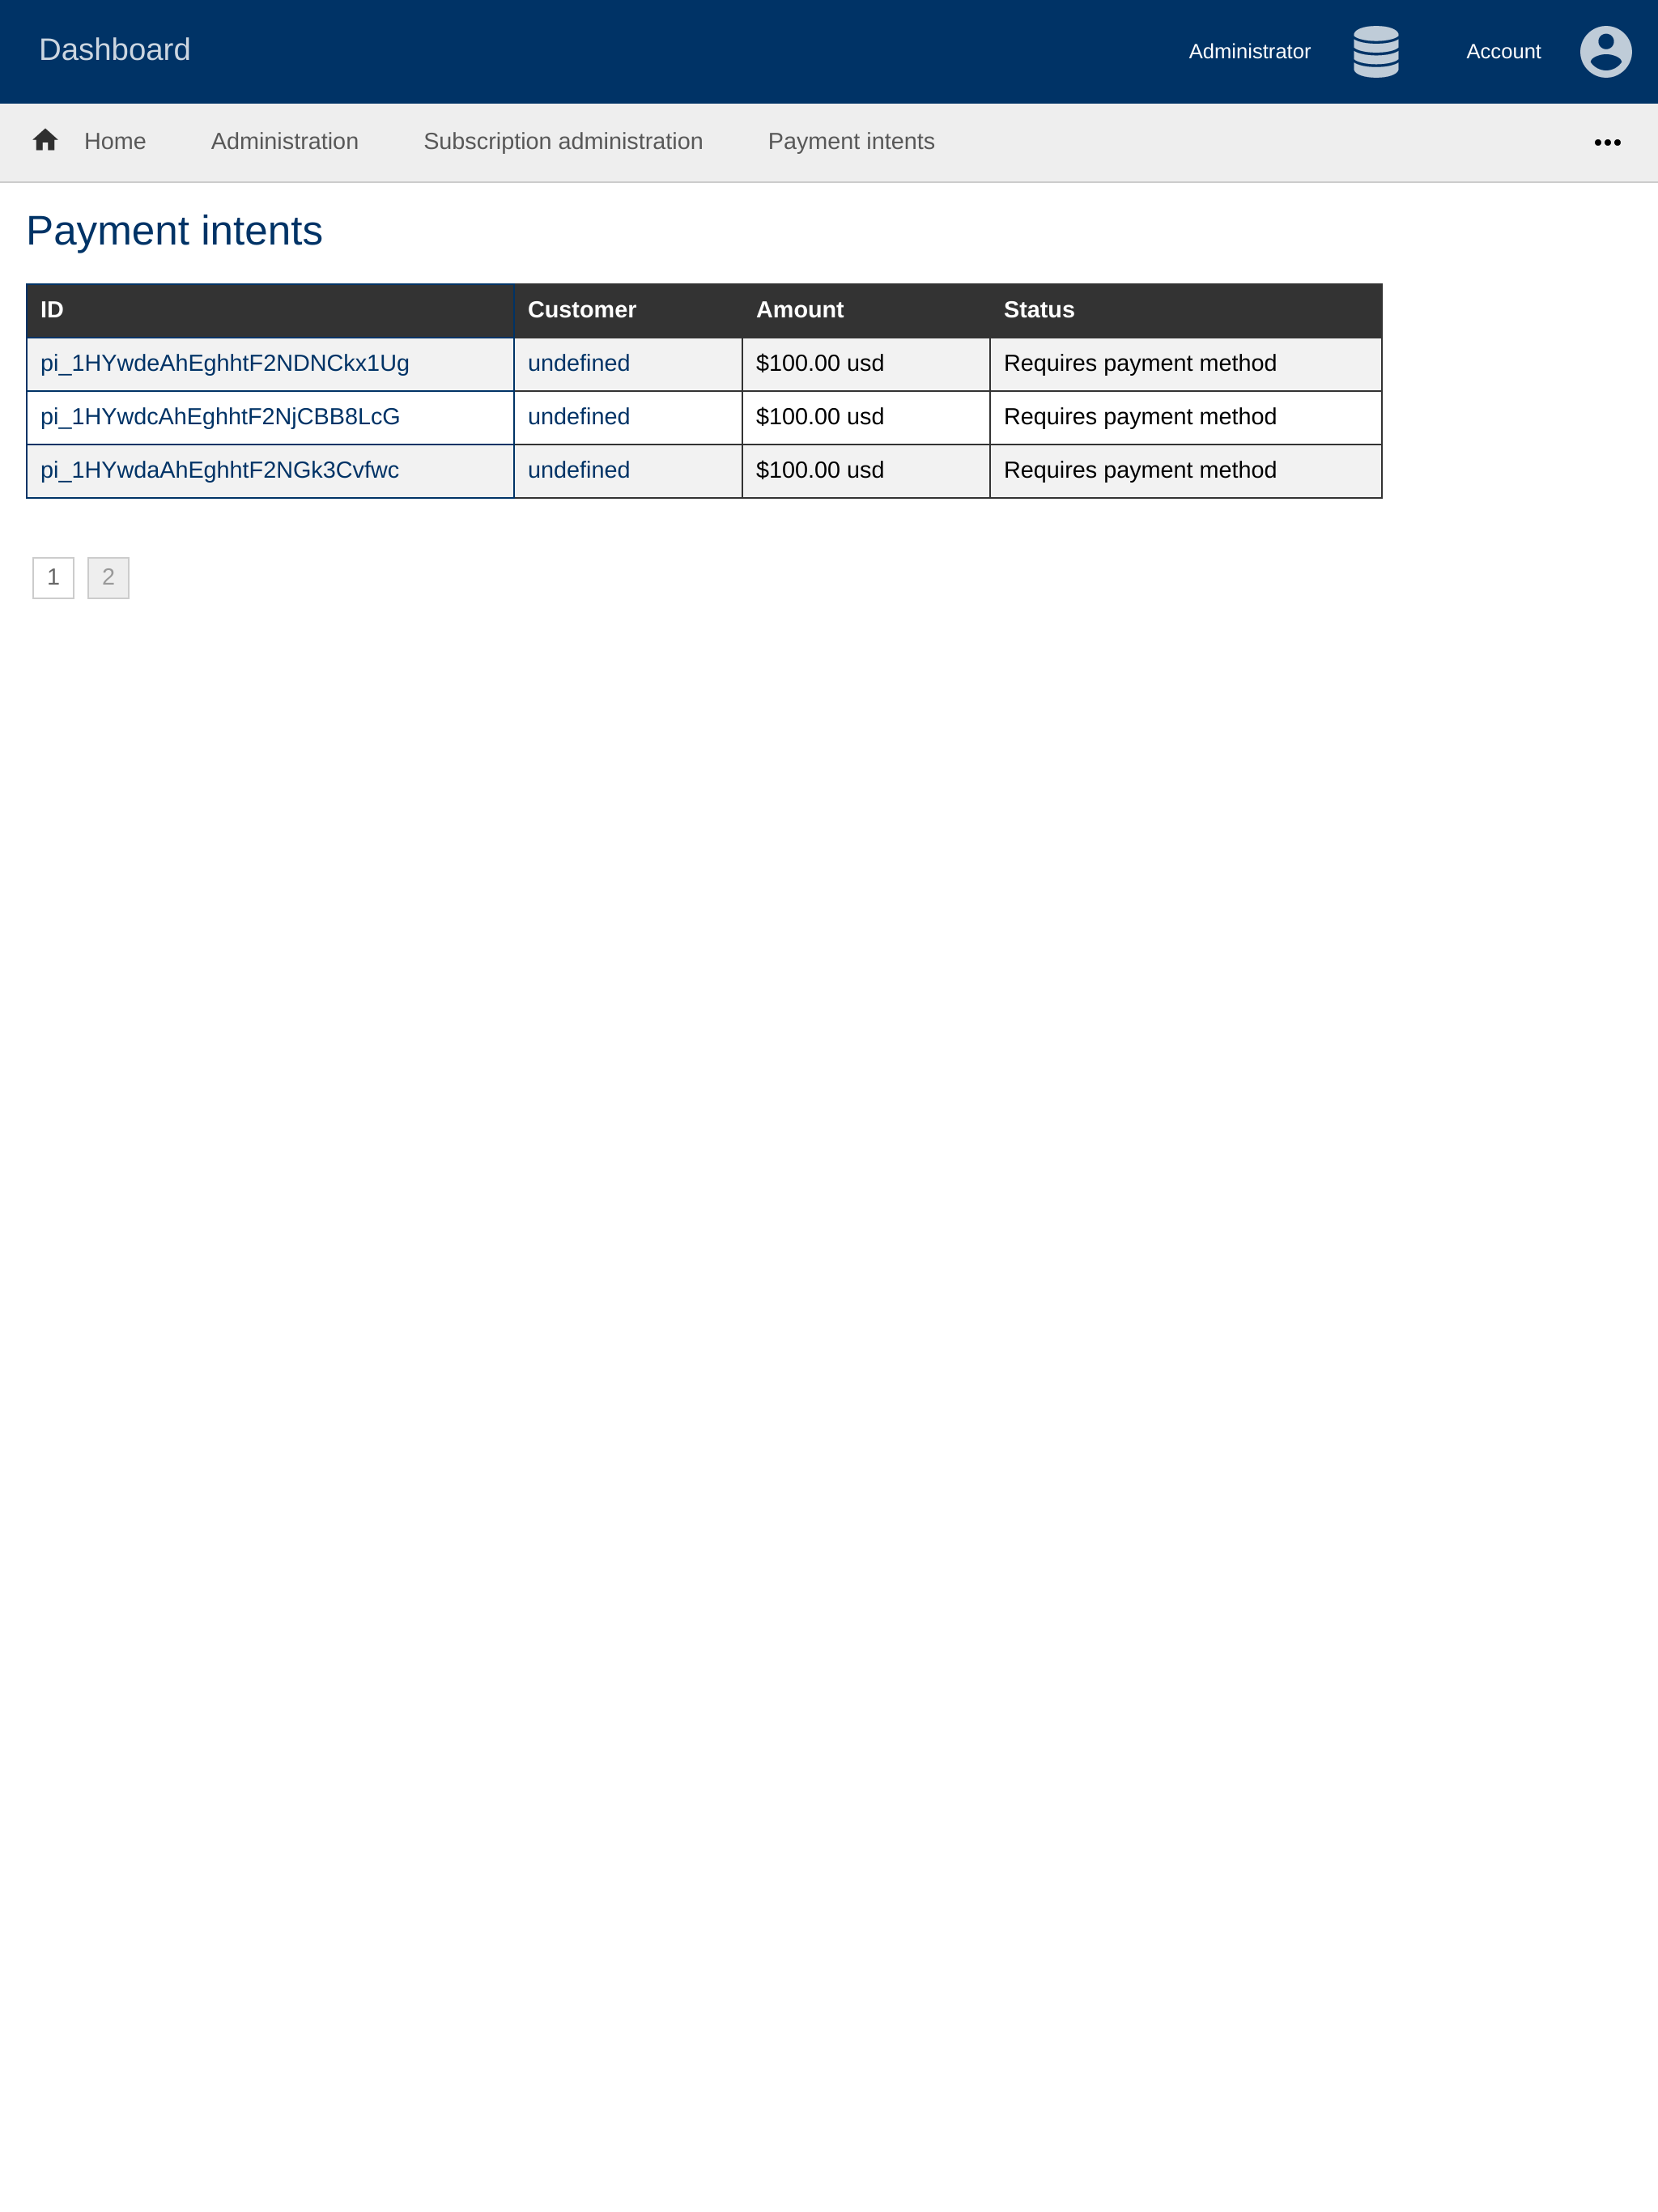 Dashboard Administrator Account
Home Administration Subscription administration Payment intents •••
Payment intents
ID Customer Amount Status
pi_1HYwdeAhEghhtF2NDNCkx1Ug undefined $100.00 usd Requires payment method
pi_1HYwdcAhEghhtF2NjCBB8LcG undefined $100.00 usd Requires payment method
pi_1HYwdaAhEghhtF2NGk3Cvfwc undefined $100.00 usd Requires payment method
1 2